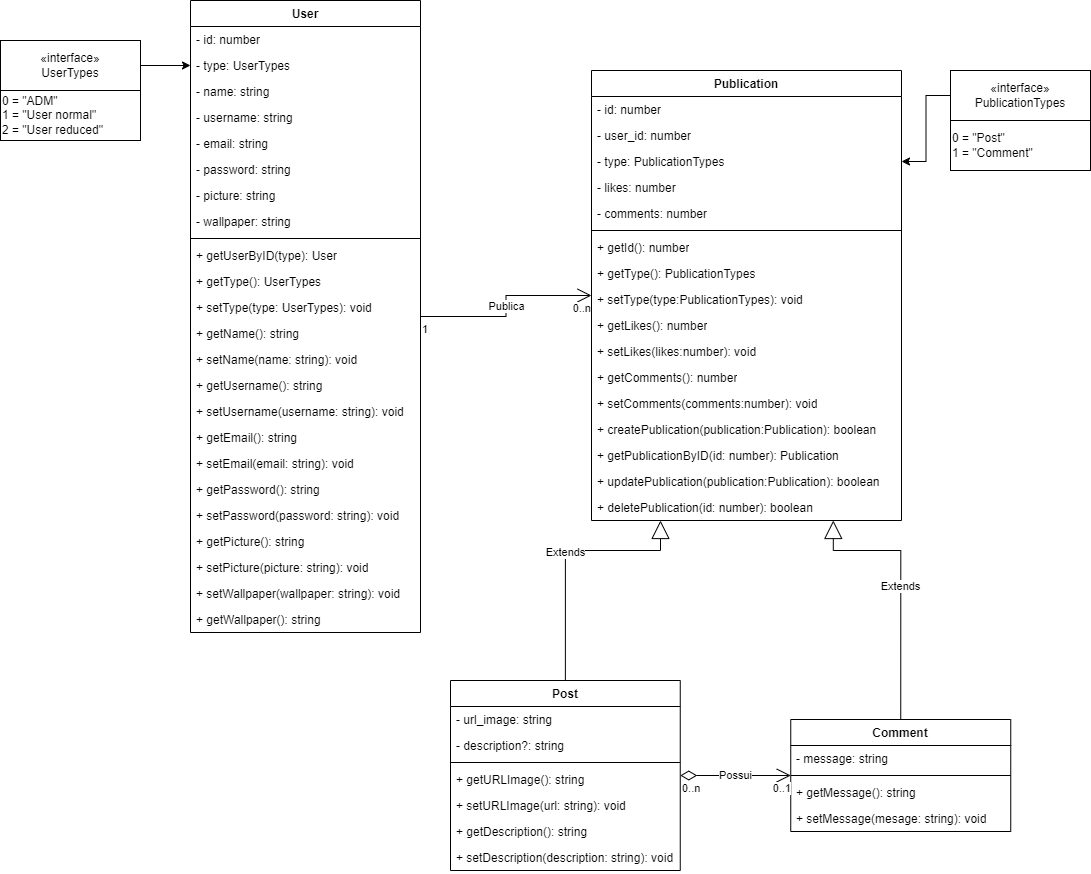 «interface»
UserTypes
0 = "ADM"
1 = "User normal"
2 = "User reduced"
User
- id: number
- type: UserTypes
- name: string
- username: string
- email: string
- password: string
- picture: string
- wallpaper: string
+ getUserByID(type): User
+ getType(): UserTypes
+ setType(type: UserTypes): void
+ getName(): string
+ setName(name: string): void
+ getUsername(): string
+ setUsername(username: string): void
+ getEmail(): string
+ setEmail(email: string): void
+ getPassword(): string
+ setPassword(password: string): void
+ getPicture(): string
+ setPicture(picture: string): void
+ setWallpaper(wallpaper: string): void
+ getWallpaper(): string
1
Publica
0..n
Publication
- id: number
- user_id: number
- type: PublicationTypes
- likes: number
- comments: number
+ getId(): number
+ getType(): PublicationTypes
+ setType(type:PublicationTypes): void
+ getLikes(): number
+ setLikes(likes:number): void
+ getComments(): number
+ setComments(comments:number): void
+ createPublication(publication:Publication): boolean
+ getPublicationByID(id: number): Publication
+ updatePublication(publication:Publication): boolean
+ deletePublication(id: number): boolean
«interface»
PublicationTypes
0 = "Post"
1 = "Comment"
Extends
Extends
Post
- url_image: string
- description?: string
+ getURLImage(): string
+ setURLImage(url: string): void
+ getDescription(): string
+ setDescription(description: string): void
0..n
Possui
0..1
Comment
- message: string
+ getMessage(): string
+ setMessage(mesage: string): void